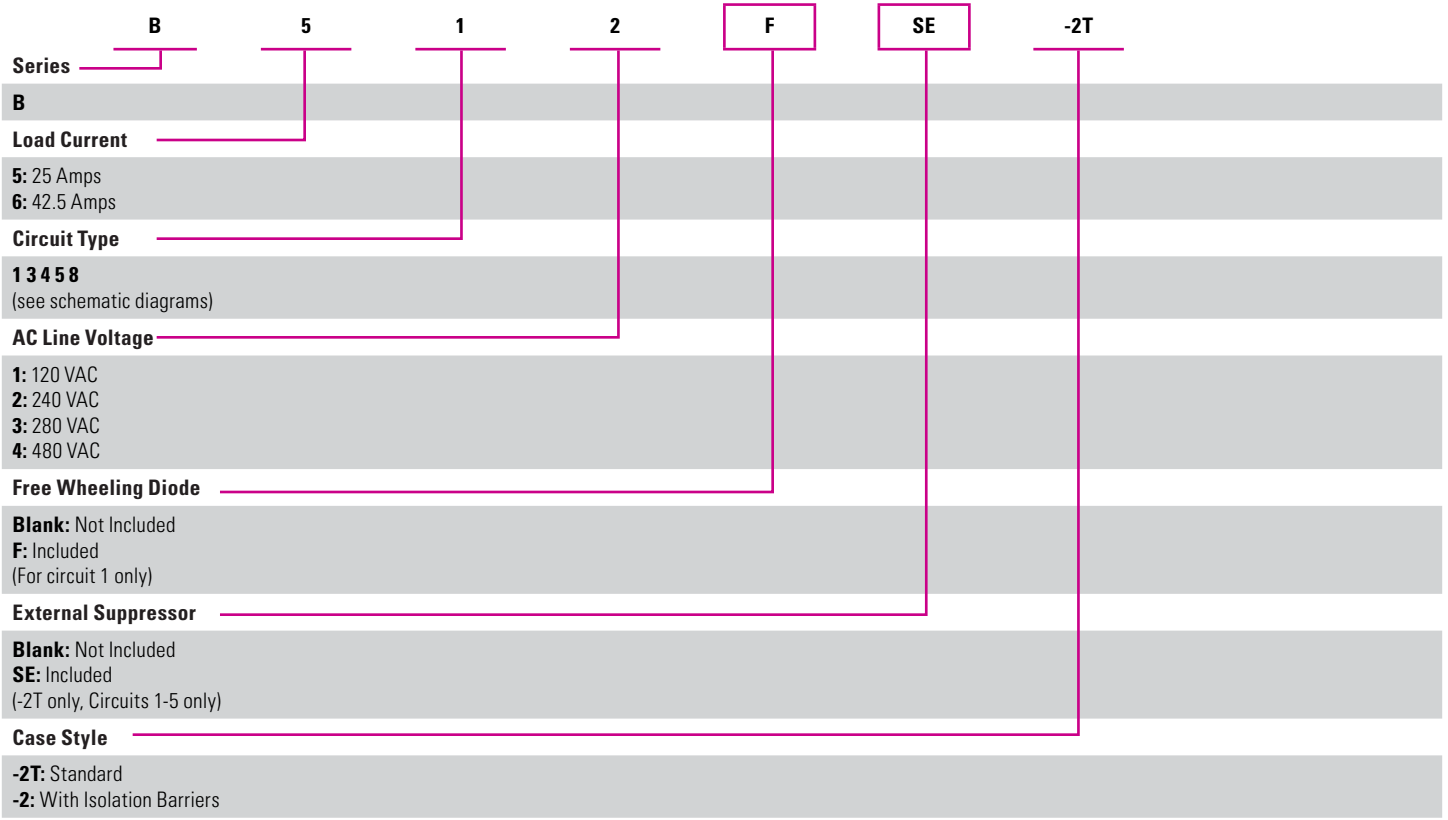 B 5 1 2 F SE -2T
Series
B
Load Current
5: 25 Amps
6: 42.5 Amps
Circuit Type
1 3 4 5 8
(see schematic diagrams)
AC Line Voltage
1: 120 VAC
2: 240 VAC
3: 280 VAC
4: 480 VAC
Free Wheeling Diode
Blank: Not Included
F: Included
(For circuit 1 only)
External Suppressor
Blank: Not Included
SE: Included
(-2T only, Circuits 1-5 only)
Case Style
-2T: Standard
-2: With Isolation Barriers